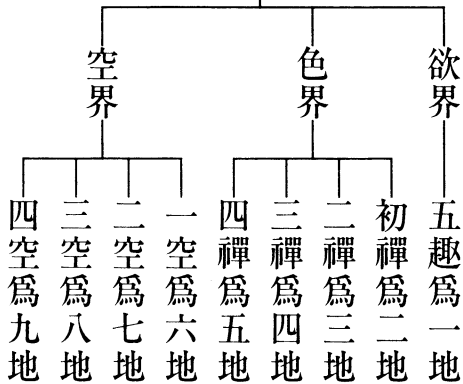 欲界
色界
空界
五趣爲一地
初禪爲二地
二禪爲三地
三禪爲四地
四禪爲五地
一空爲六地
二空爲七地
三空爲八地
四空爲九地